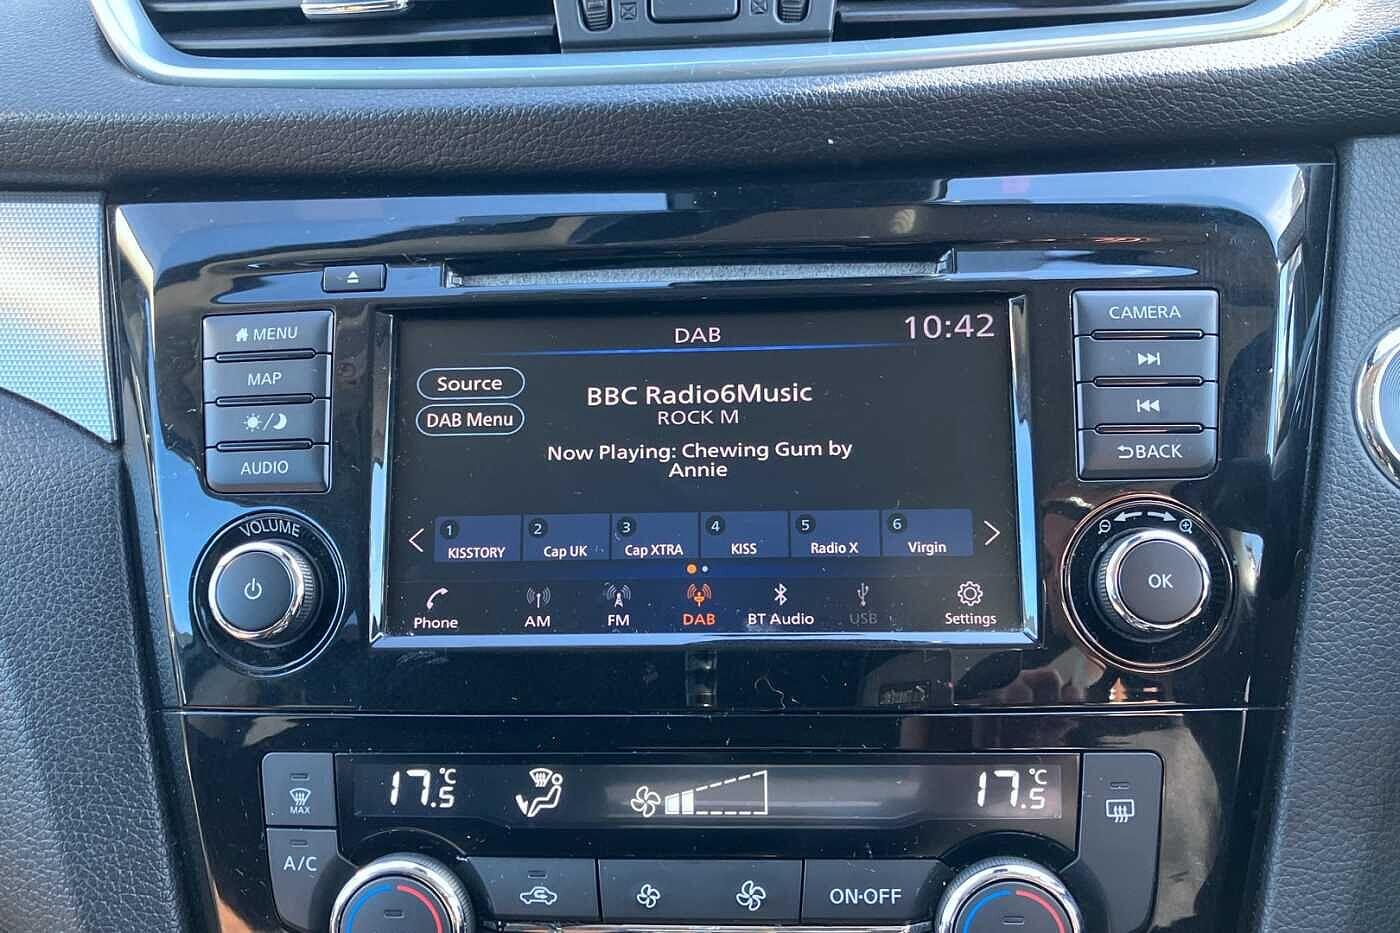 MENU
MAP
AUDIO
VOLUME
DAB
10:42
Source
DAB Menu
BBC Radio6Music
ROCK M
Now Playing: Chewing Gum by
Annie
1 KISSTORY
2 Cap UK
3 Cap XTRA
4 KISS
5 Radio X
6 Virgin
Phone
AM
FM
DAB
BT Audio
USB
Settings
CAMERA
BACK
OK
MAX
A/C
17.5°C
17.5°C
ON·OFF